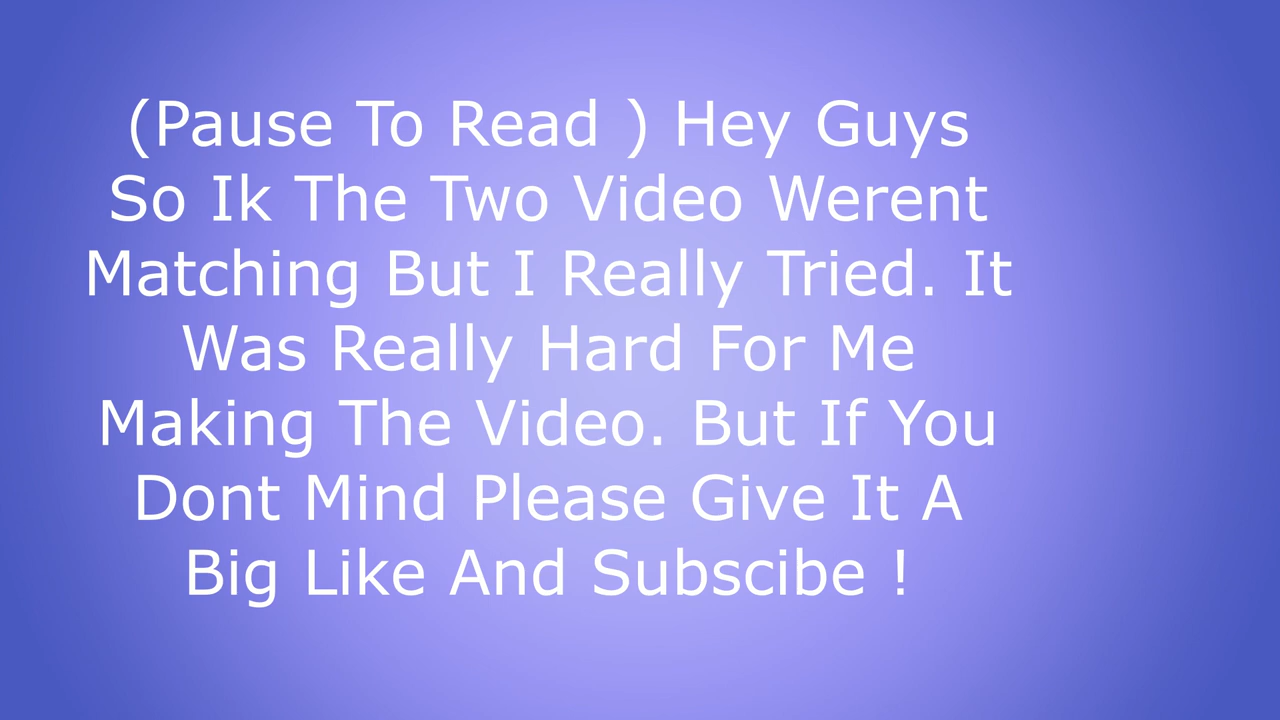 (Pause To Read ) Hey Guys
So Ik The Two Video Werent
Matching But I Really Tried. It
Was Really Hard For Me
Making The Video. But If You
Dont Mind Please Give It A
Big Like And Subscibe !